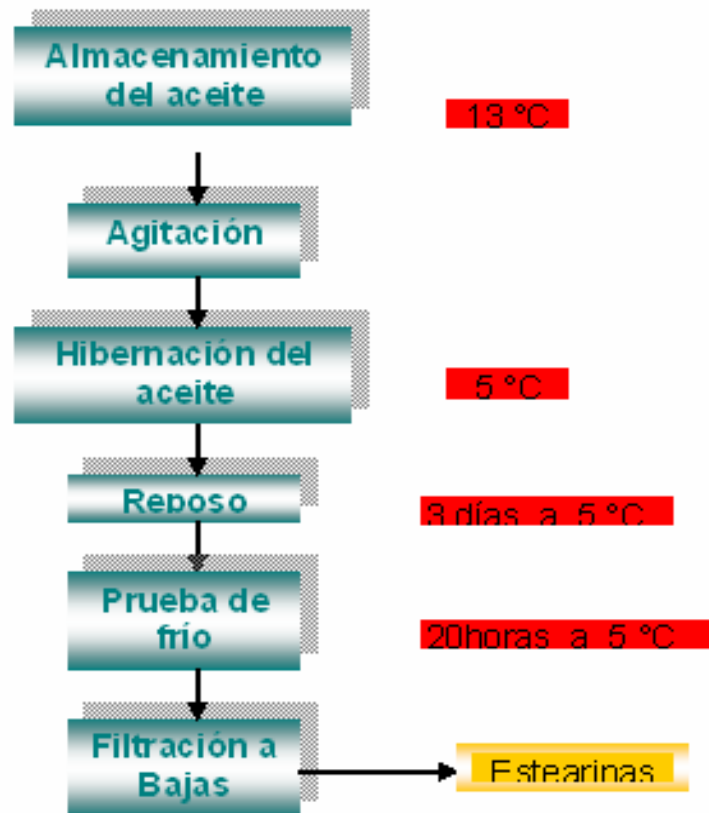 Almacenamiento
del aceite
13 °C
Agitación
Hibernación del
aceite
5 °C
Reposo
3 días a 5 °C
Prueba de
frío
20horas a 5 °C
Filtración a
Bajas
Estearinas